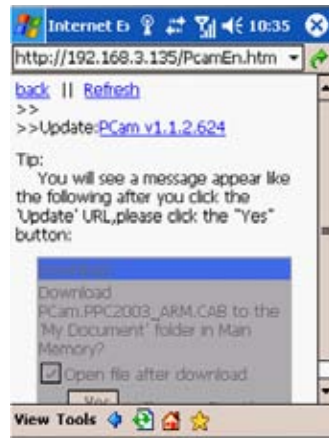 Internet Ex 10:35
http://192.168.3.135/PcamEn.htm
back || Refresh
>>
>>Update:PCam v1.1.2.624
Tip:
You will see a message appear like
the following after you click the
'Update' URL,please click the "Yes"
button:
Download
Download
PCam.PPC2003_ARM.CAB to the
'My Document' folder in Main
Memory?
Open file after download
Yes
View Tools